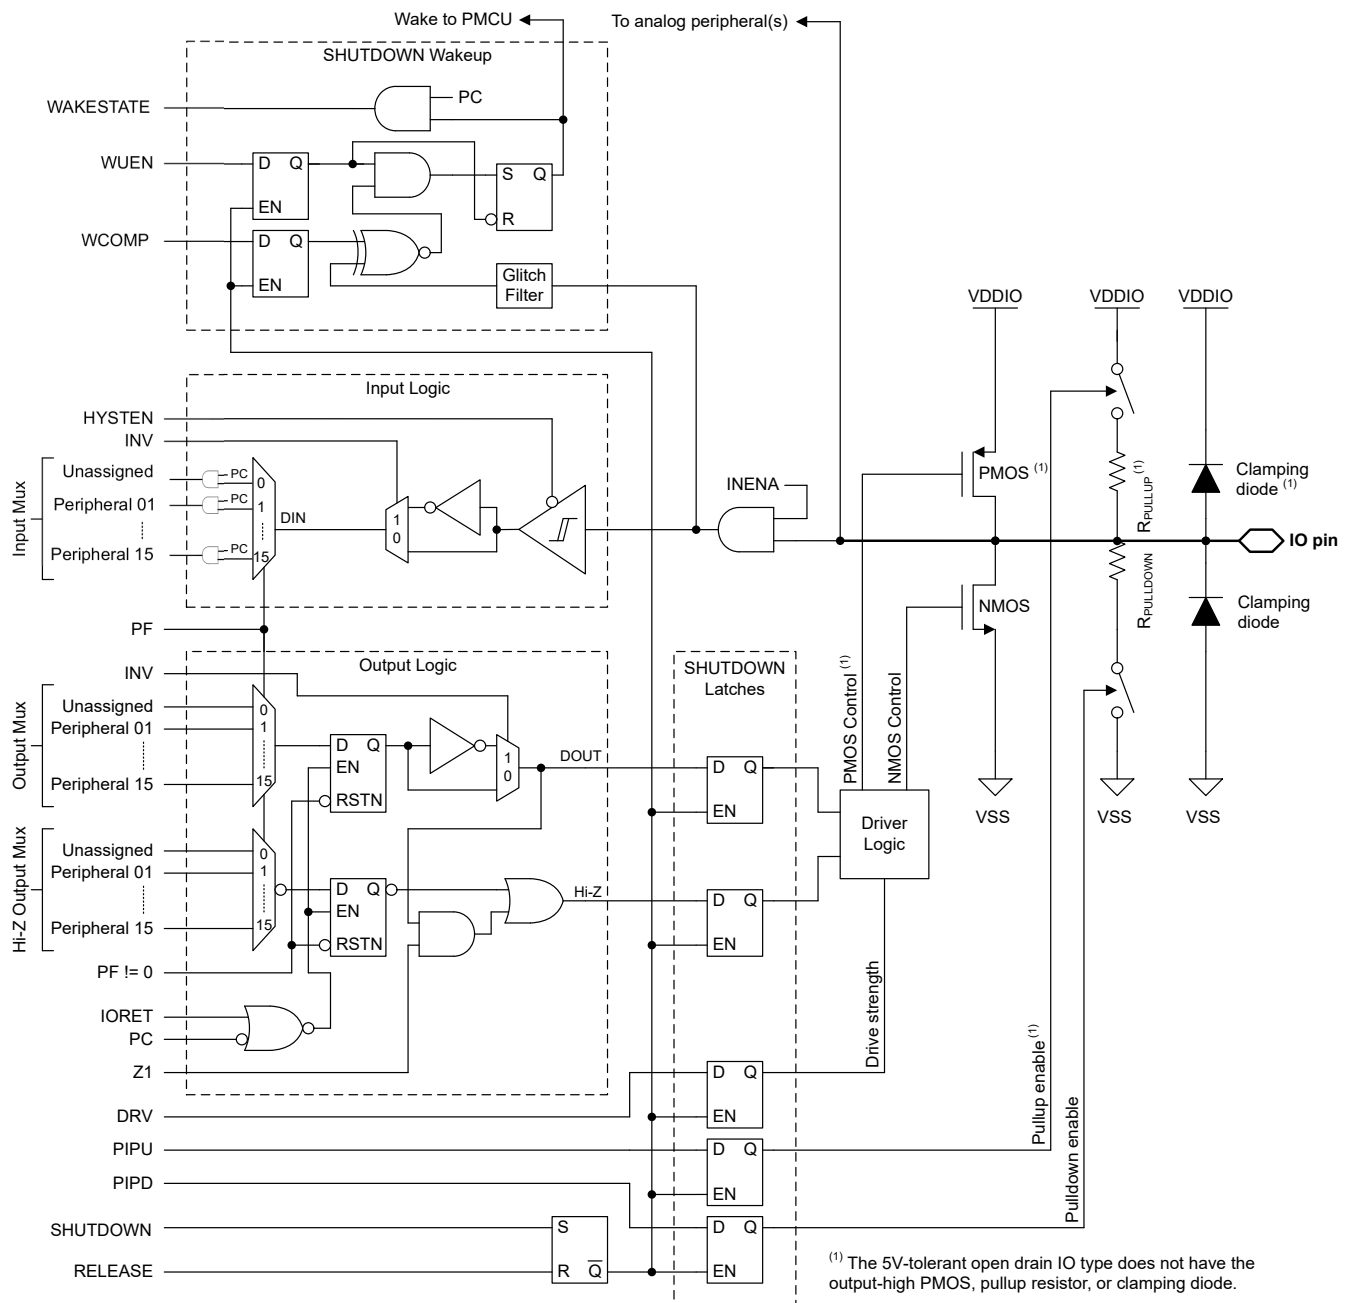 Wake to PMCU
To analog peripheral(s)
SHUTDOWN Wakeup
WAKESTATE
PC
WUEN
D Q
EN
S Q
R
WCOMP
D Q
EN
Glitch
Filter
VDDIO
VDDIO
VDDIO
Input Logic
HYSTEN
INV
Input Mux
Unassigned
PC
0
Peripheral 01
PC
1
Peripheral 15
PC
15
DIN
1
0
INENA
PMOS (1)
RPULLUP (1)
Clamping
diode (1)
IO pin
RPULLDOWN
NMOS
Clamping
diode
PF
Output Logic
INV
Output Mux
Unassigned
0
Peripheral 01
1
Peripheral 15
15
D Q
EN
RSTN
1
0
DOUT
SHUTDOWN
Latches
D Q
EN
PMOS Control (1)
NMOS Control
Driver
Logic
VSS
VSS
VSS
Hi-Z Output Mux
Unassigned
0
Peripheral 01
1
Peripheral 15
15
D Q
EN
RSTN
Hi-Z
D Q
EN
PF != 0
IORET
PC
Z1
Drive strength
D Q
EN
DRV
PIPU
D Q
EN
Pullup enable (1)
PIPD
Pulldown enable
SHUTDOWN
S
D Q
RELEASE
R Q
EN
(1) The 5V-tolerant open drain IO type does not have the
output-high PMOS, pullup resistor, or clamping diode.